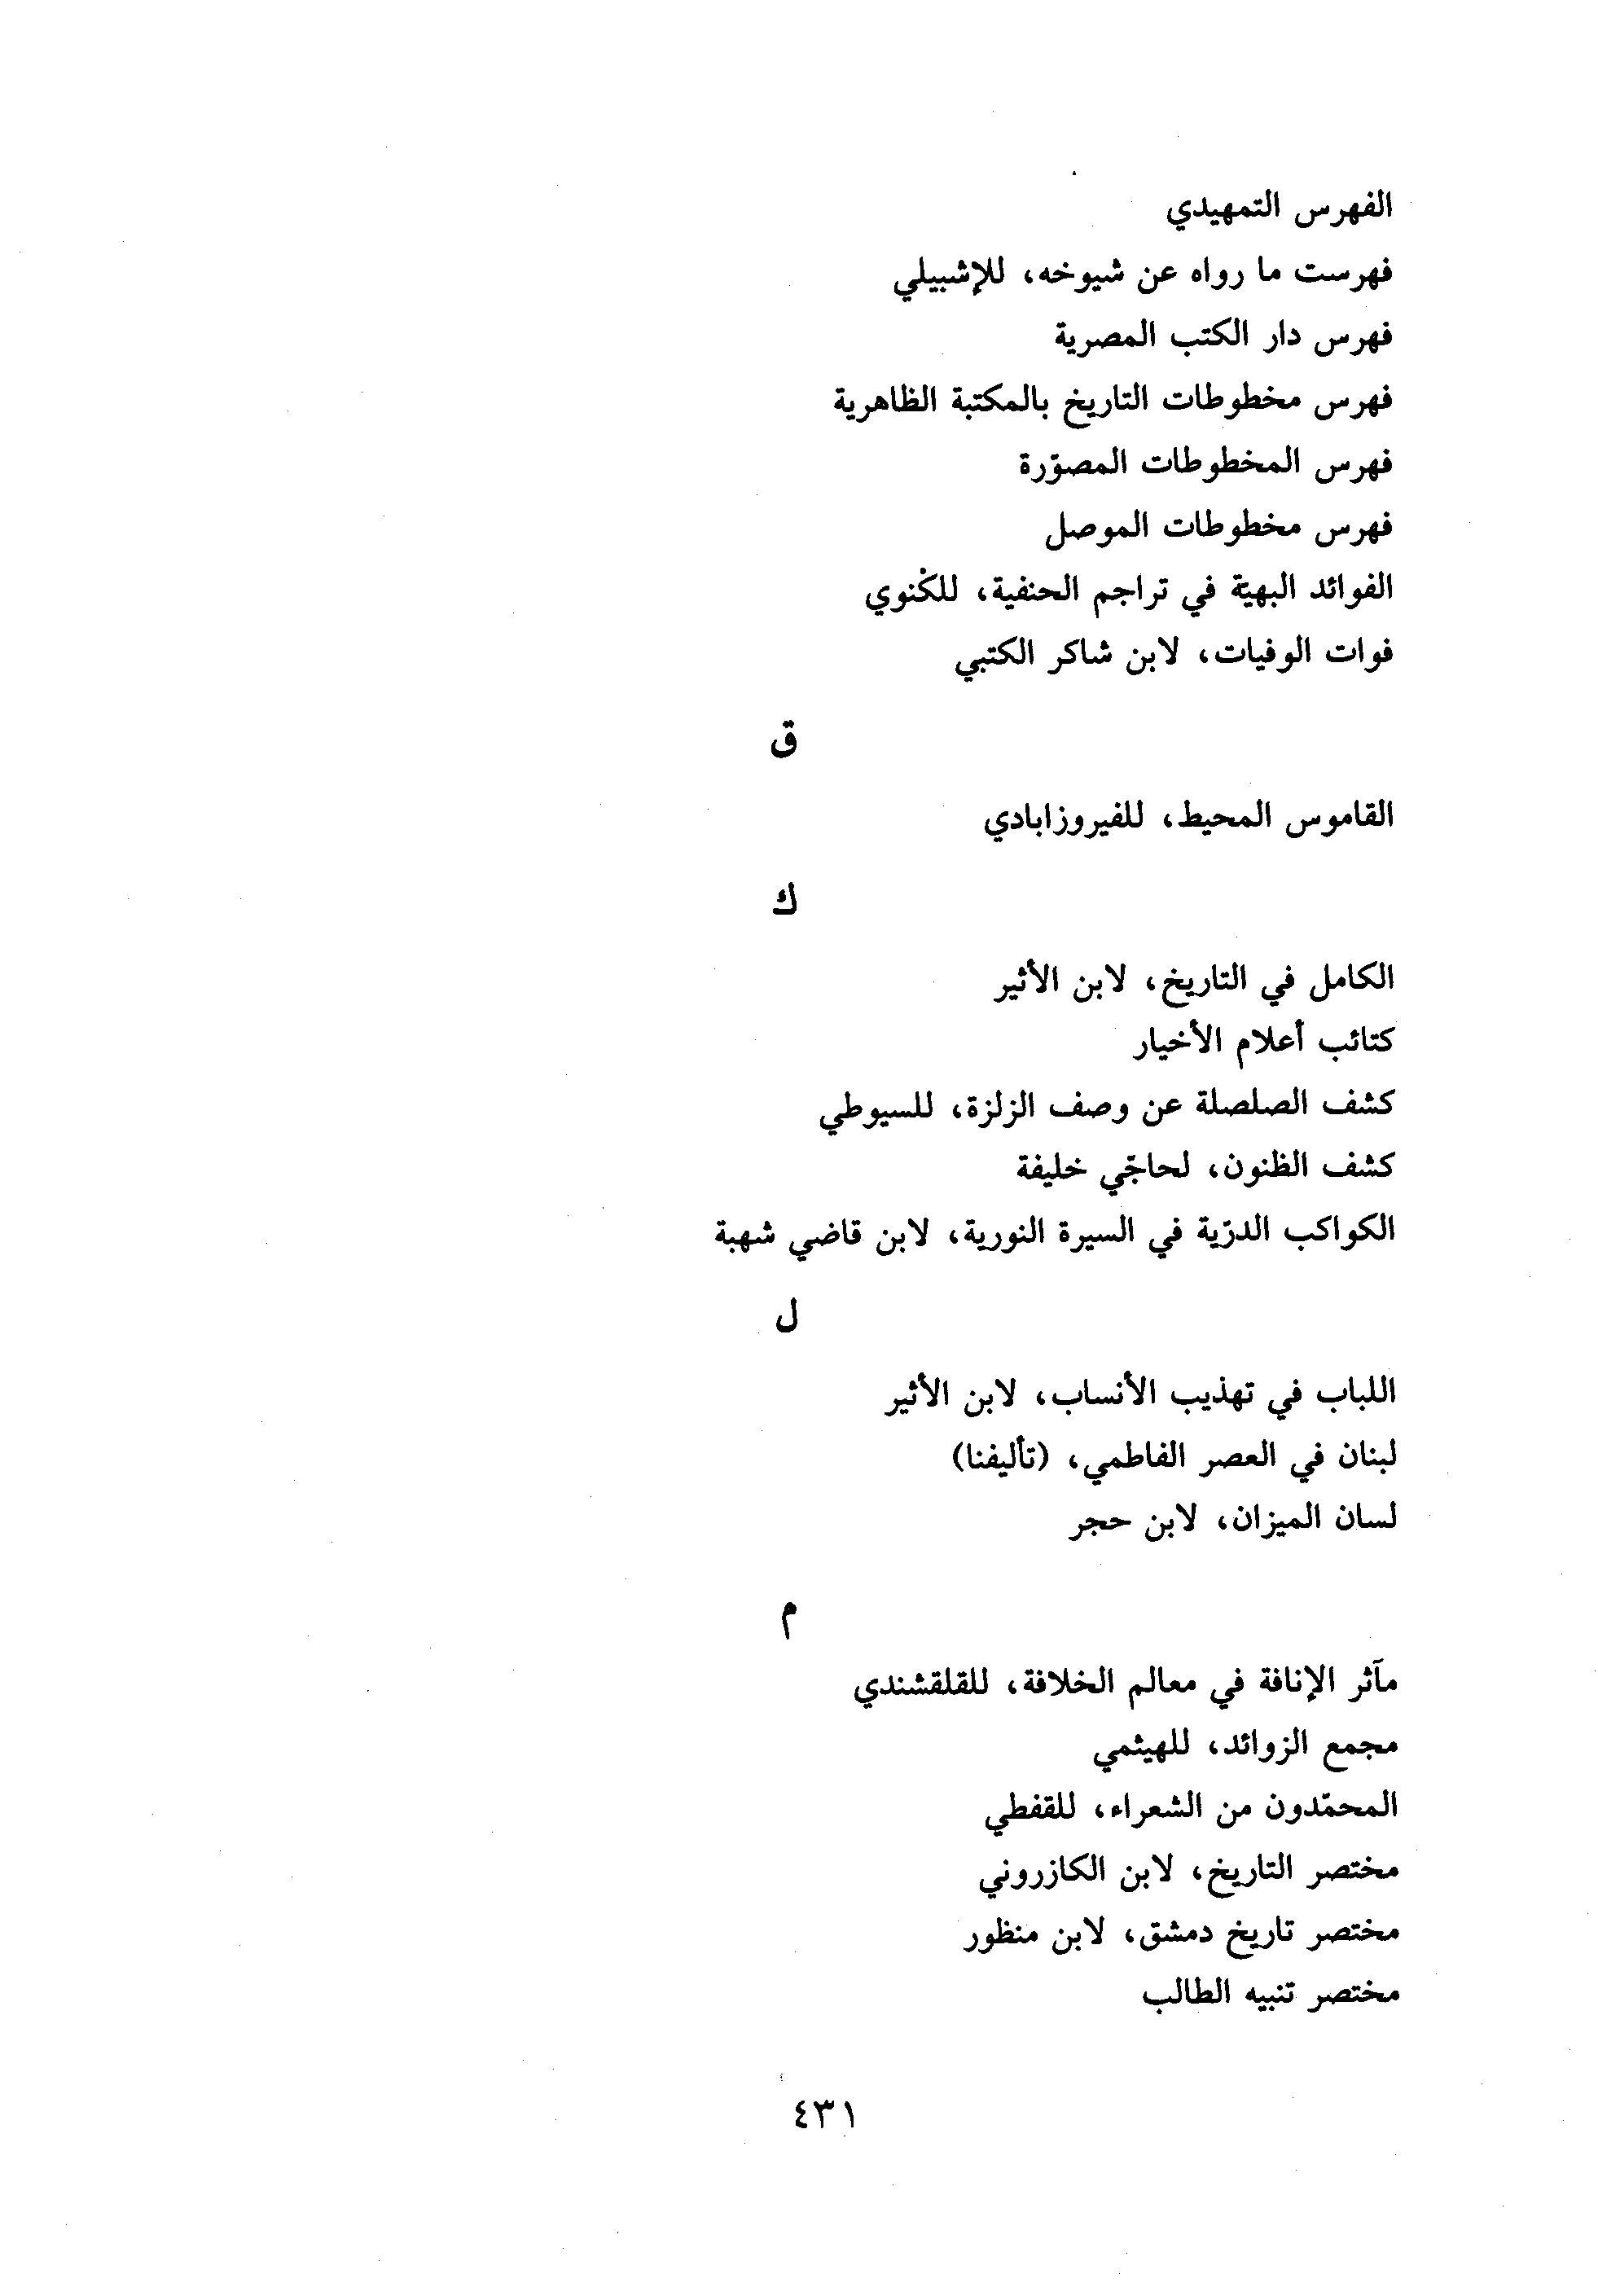 الفهرس التمهيدي
فهرست ما رواه عن شيوخه، للإشبيلي
فهرس دار الكتب المصرية
فهرس مخطوطات التاريخ بالمكتبة الظاهرية
فهرس المخطوطات المصوّرة
فهرس مخطوطات الموصل
الفوائد البهيّة في تراجم الحنفية، للكْنوي
فوات الوفيات، لابن شاكر الكتبي
ق
القاموس المحيط، للفيروزابادي
ك
الكامل في التاريخ، لابن الأثير
كتائب أعلام الأخيار
كشف الصلصلة عن وصف الزلزة، للسيوطي
كشف الظنون، لحاجّي خليفة
الكواكب الدرّية في السيرة النورية، لابن قاضي شهبة
ل
اللباب في تهذيب الأنساب، لابن الأثير
لبنان في العصر الفاطمي، (تأليفنا)
لسان الميزان، لابن حجر
م
مآثر الإنافة في معالم الخلافة، للقلقشندي
مجمع الزوائد، للهيثمي
المحمّدون من الشعراء، للقفطي
مختصر التاريخ، لابن الكازروني
مختصر تاريخ دمشق، لابن منظور
مختصر تنبيه الطالب
٤٣١